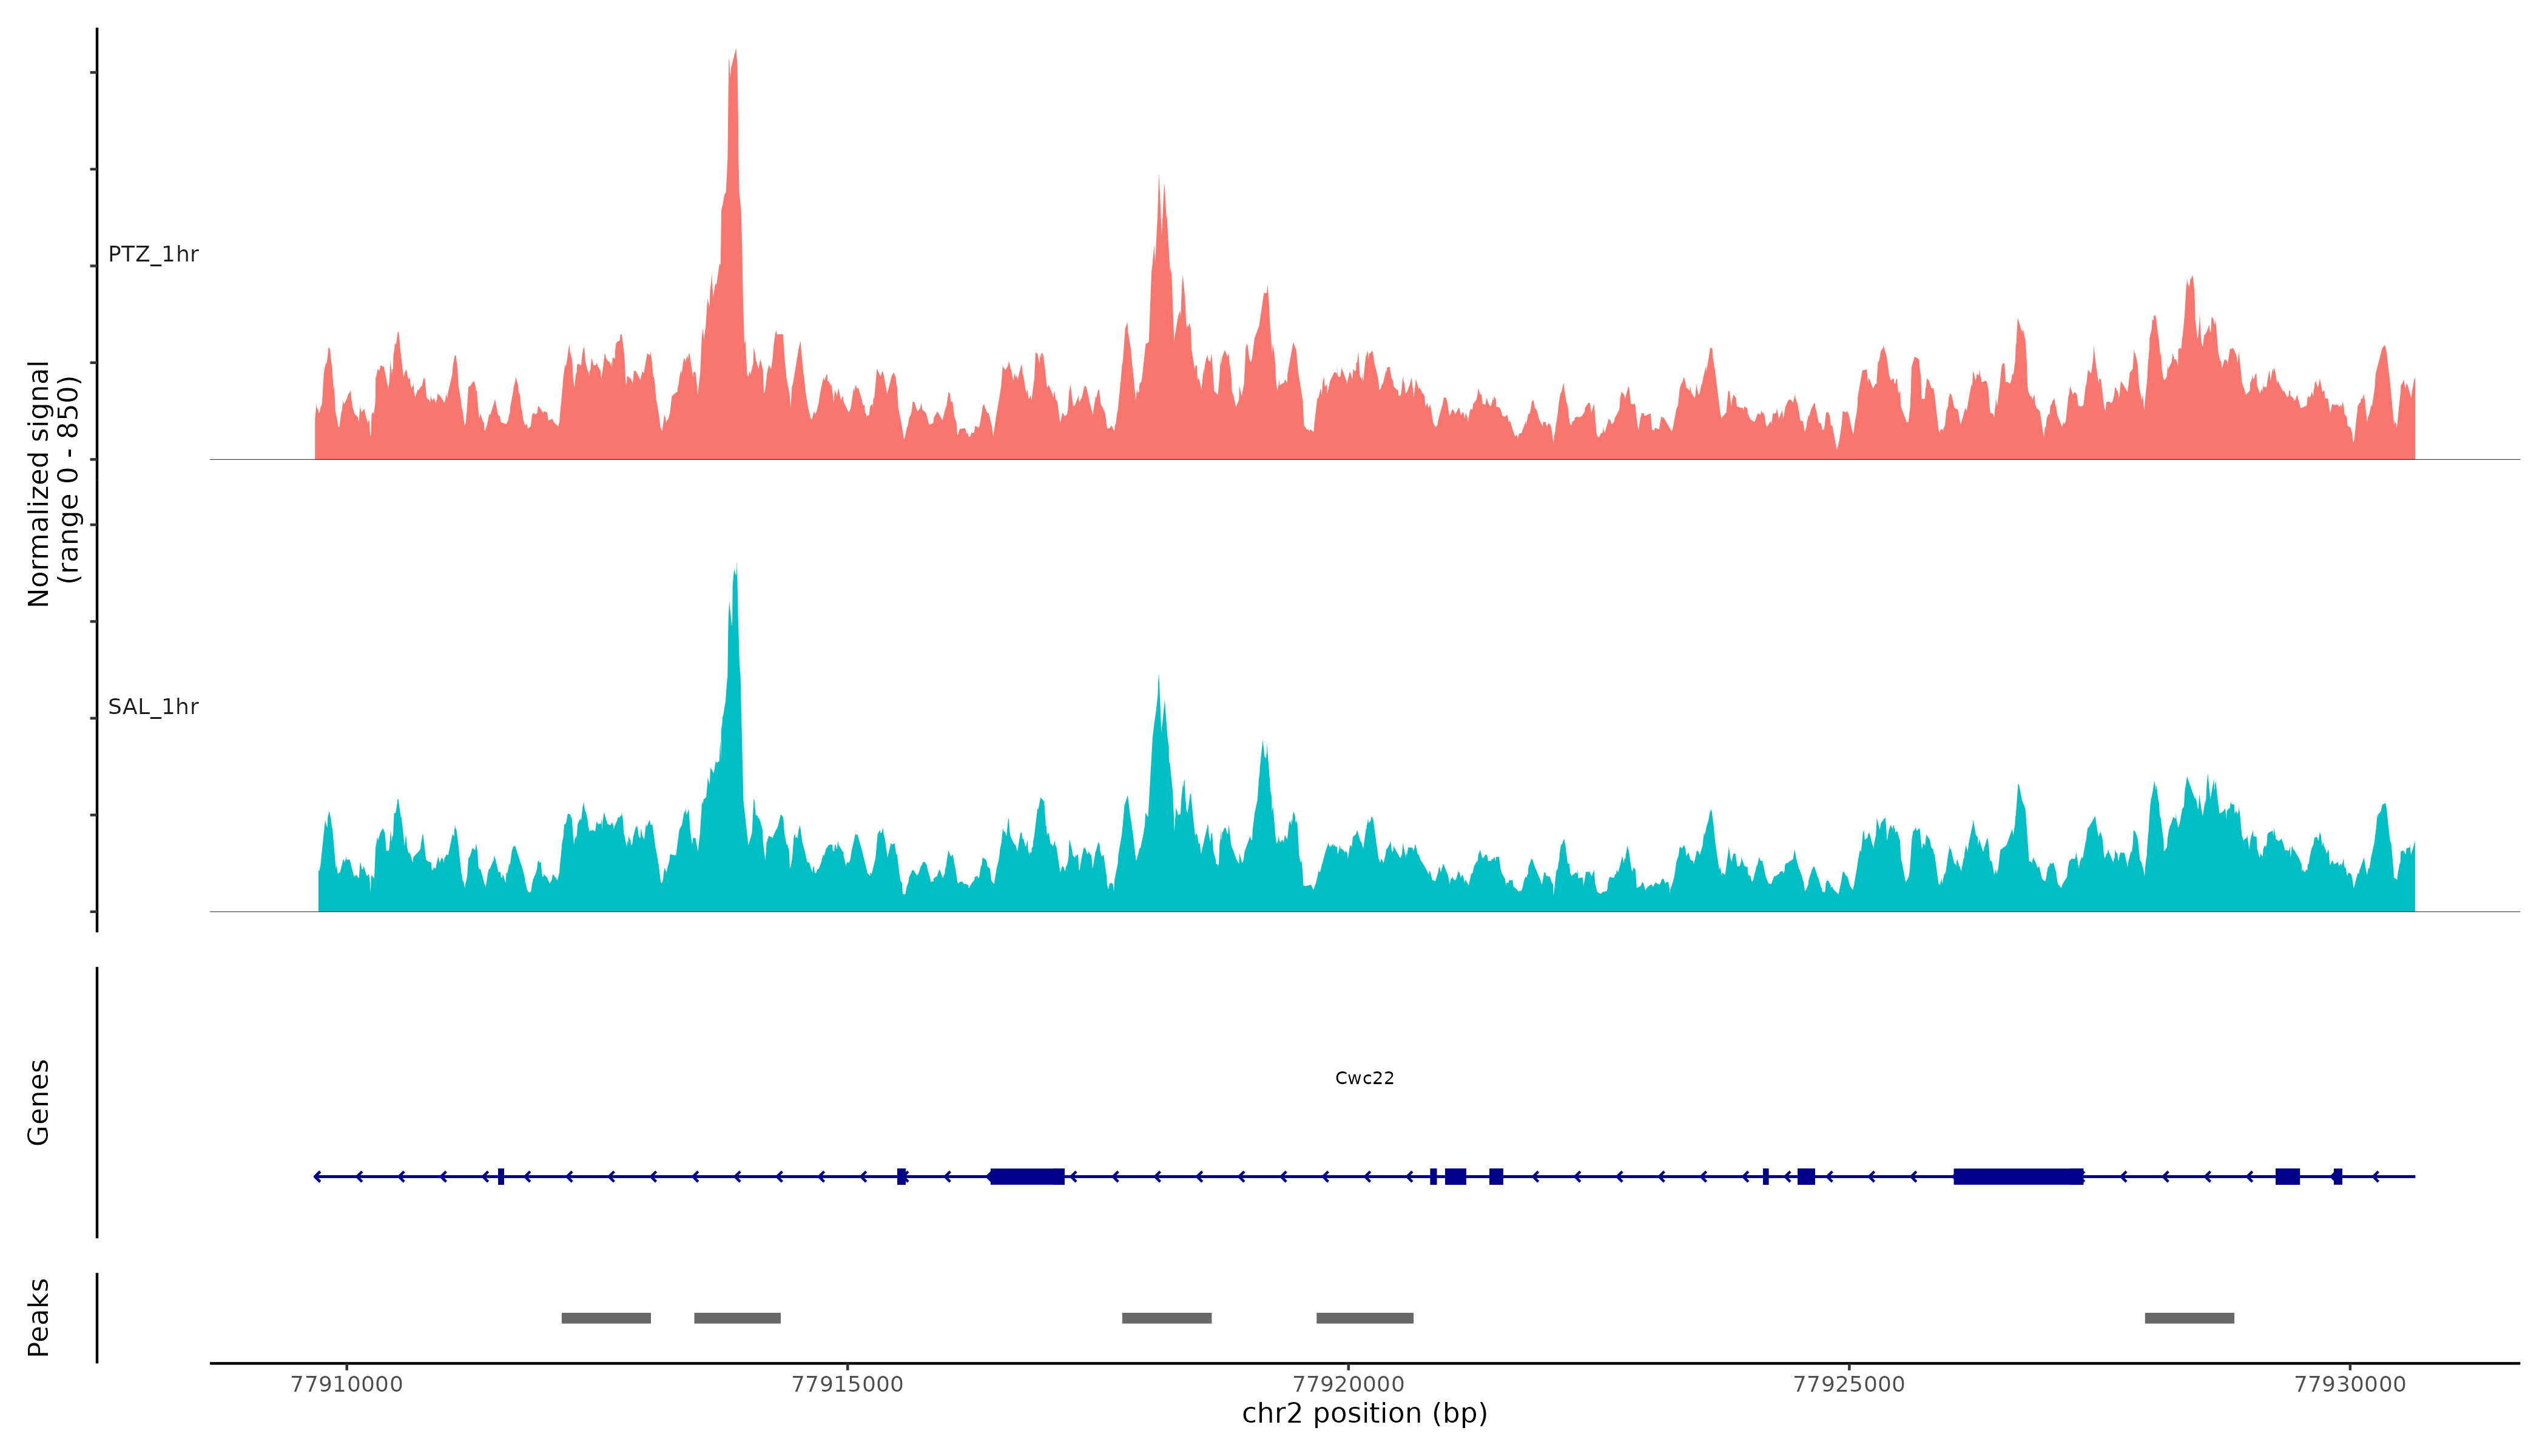 Normalized signal
(range 0 - 850)
PTZ_1hr
SAL_1hr
Genes
Cwc22
Peaks
77910000
77915000
77920000
77925000
77930000
chr2 position (bp)